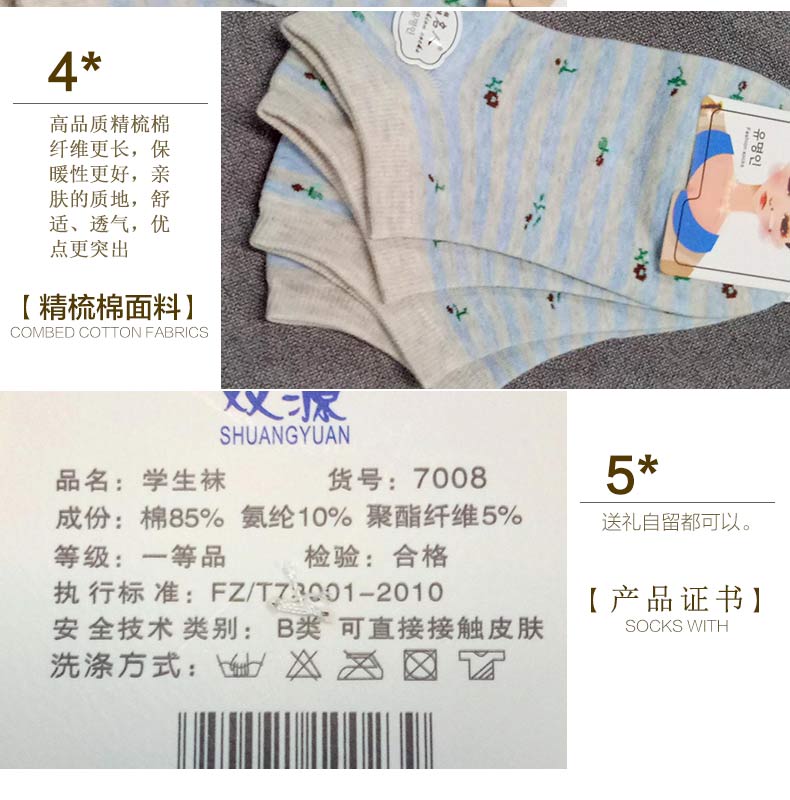 4*
高品质精梳棉
纤维更长，保
暖性更好，亲
肤的质地，舒
适、透气，优
点更突出
【精梳棉面料】
COMBED COTTON FABRICS
유명인
Fashion socks
双源
SHUANGYUAN
品名：学生袜 货号：7008
成份：棉85% 氨纶10% 聚酯纤维5%
等级：一等品 检验：合格
执行标准：FZ/T73001-2010
安全技术类别：B类 可直接接触皮肤
洗涤方式：
5*
送礼自留都可以。
【产品证书】
SOCKS WITH